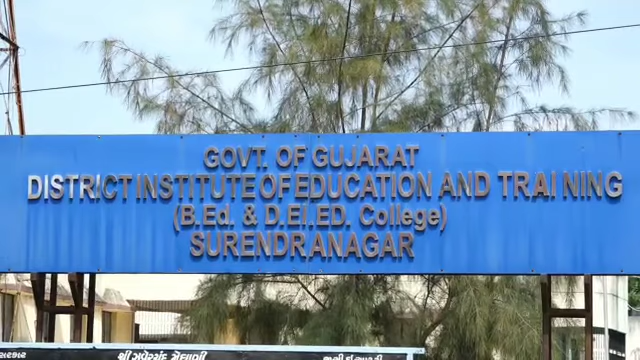 GOVT. OF GUJARAT
DISTRICT INSTITUTE OF EDUCATION AND TRAINING
(B.Ed. & D.El.ED. College)
SURENDRANAGAR